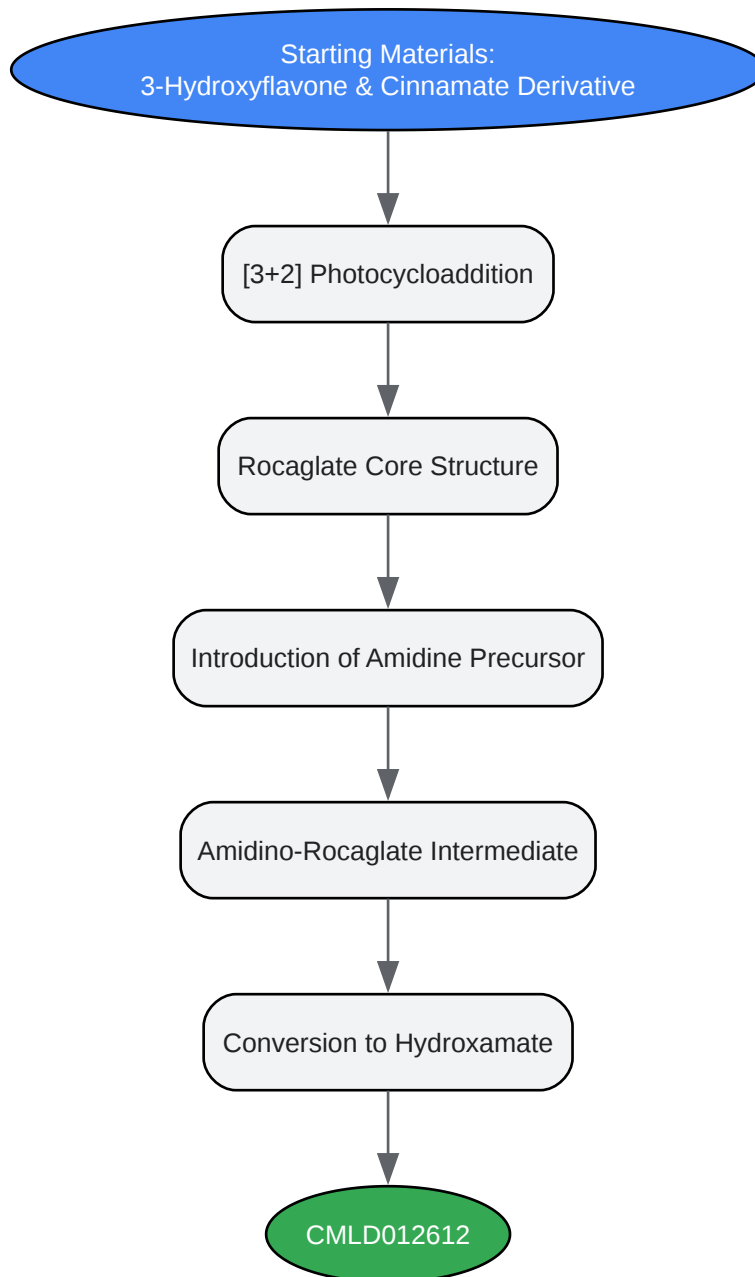 Starting Materials:
3-Hydroxyflavone & Cinnamate Derivative
[3+2] Photocycloaddition
Rocaglate Core Structure
Introduction of Amidine Precursor
Amidino-Rocaglate Intermediate
Conversion to Hydroxamate
CMLD012612